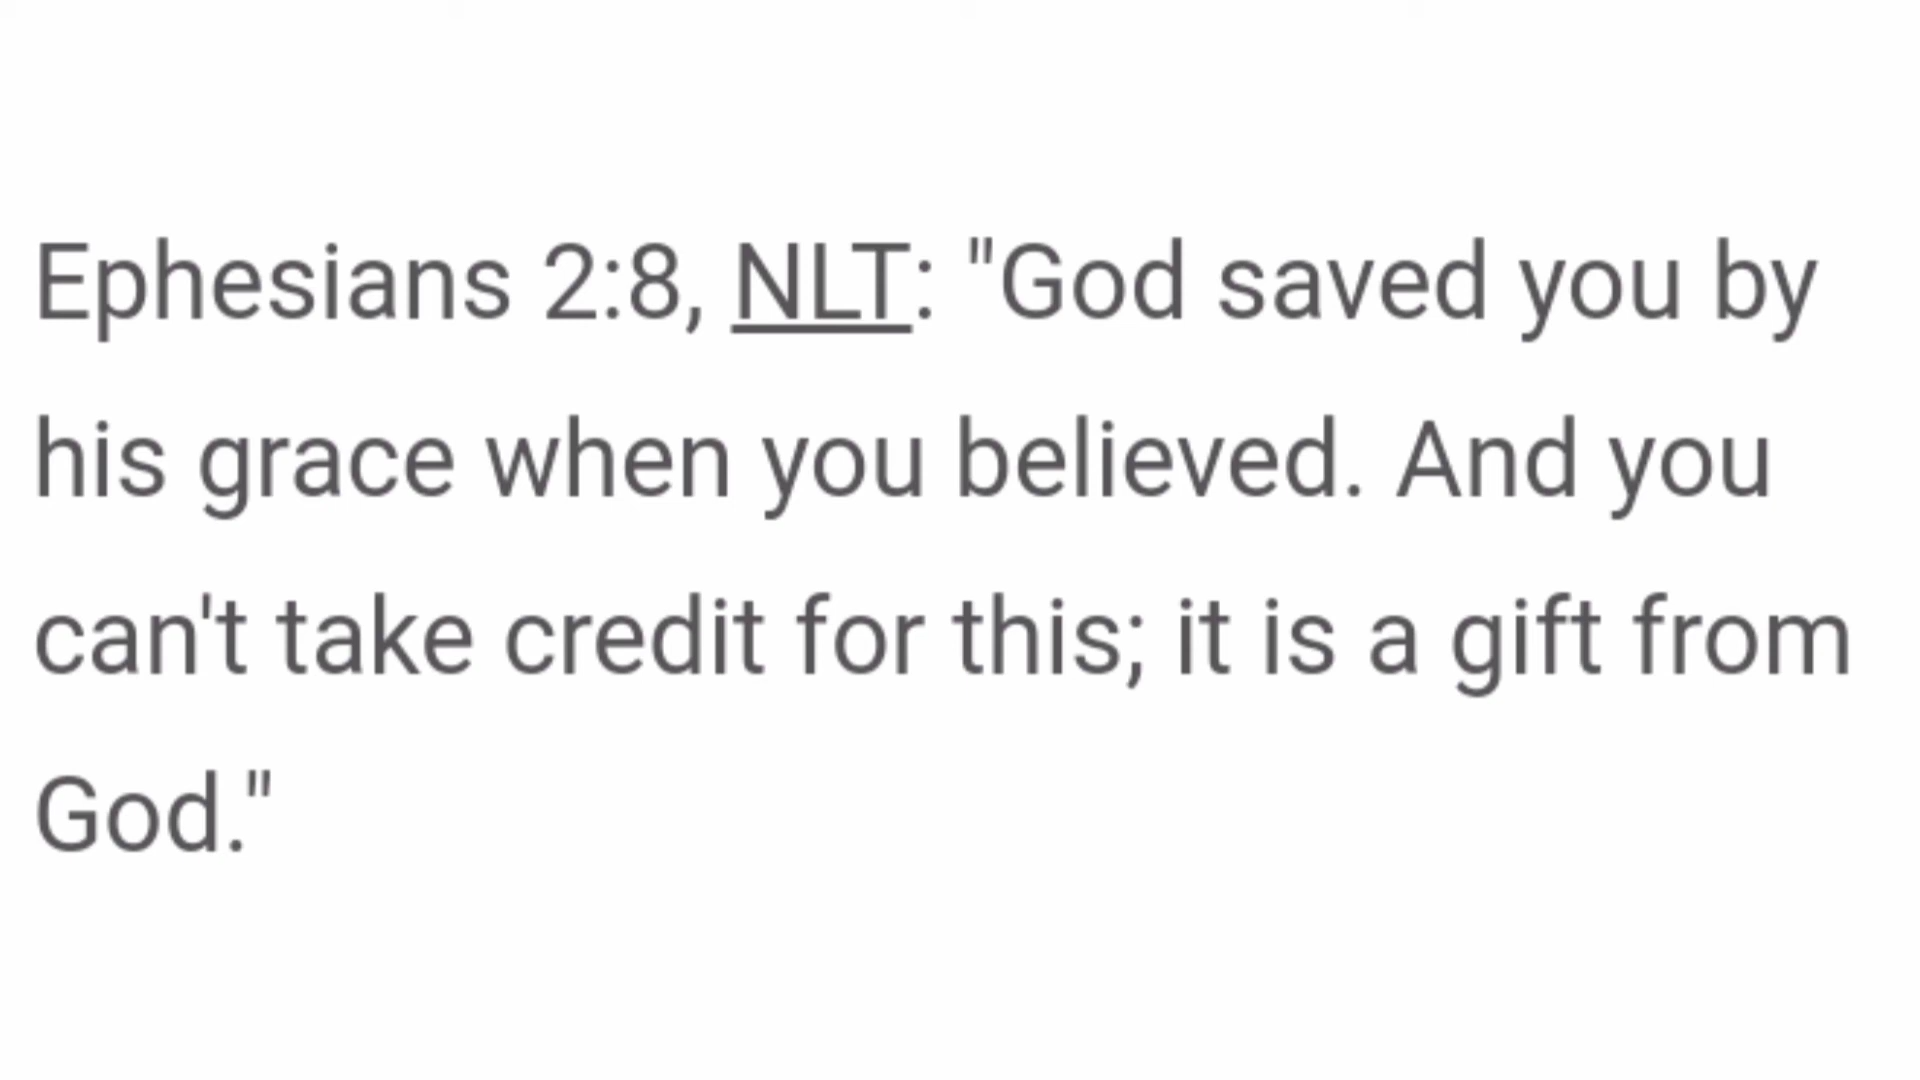 Ephesians 2:8, NLT: "God saved you by
his grace when you believed. And you
can't take credit for this; it is a gift from
God."